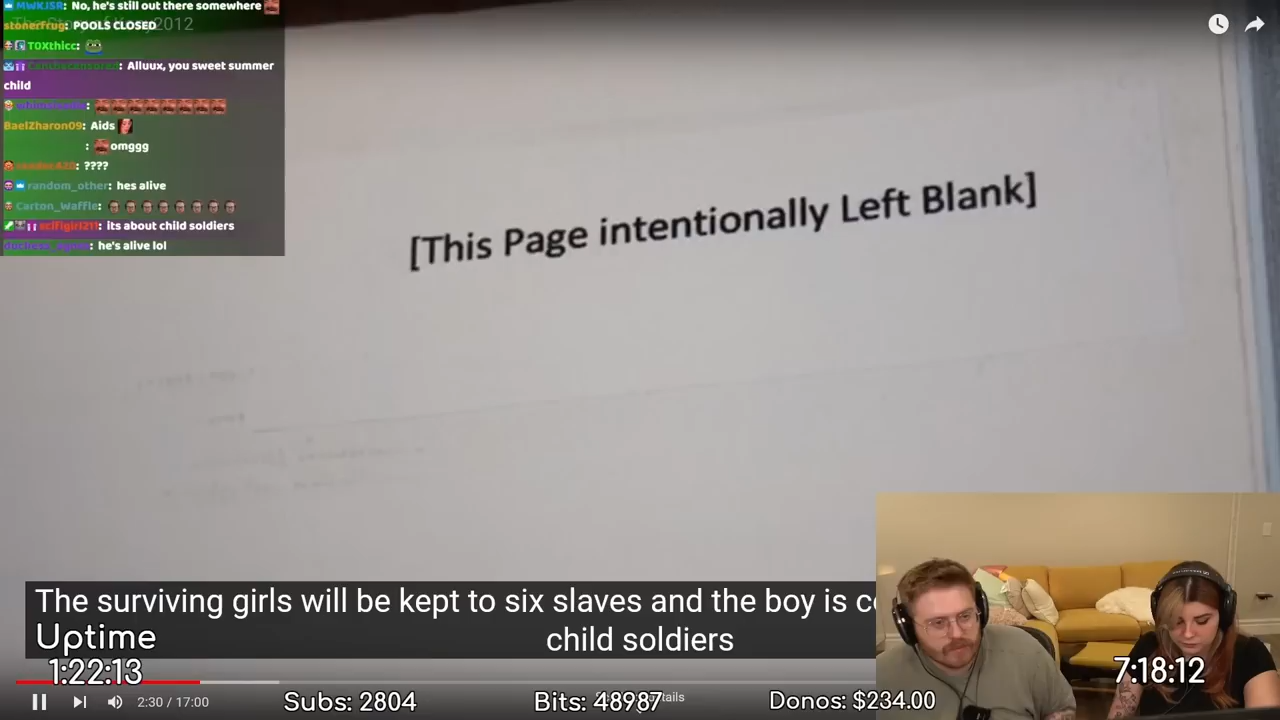 MWKJSR: No, he's still out there somewhere
2012
stonerfrug: POOLS CLOSED
T0Xthicc:
: Alluux, you sweet summer
child
BaelZharon09: Aids
: omggg
: ????
random_other: hes alive
Carton_Waffle:
scifigirl211: its about child soldiers
: he's alive lol
[This Page intentionally Left Blank]
The surviving girls will be kept to six slaves and the boy is
child soldiers
Uptime
1:22:13
7:18:12
2:30 / 17:00
Subs: 2804
Bits: 48987
Donos: $234.00